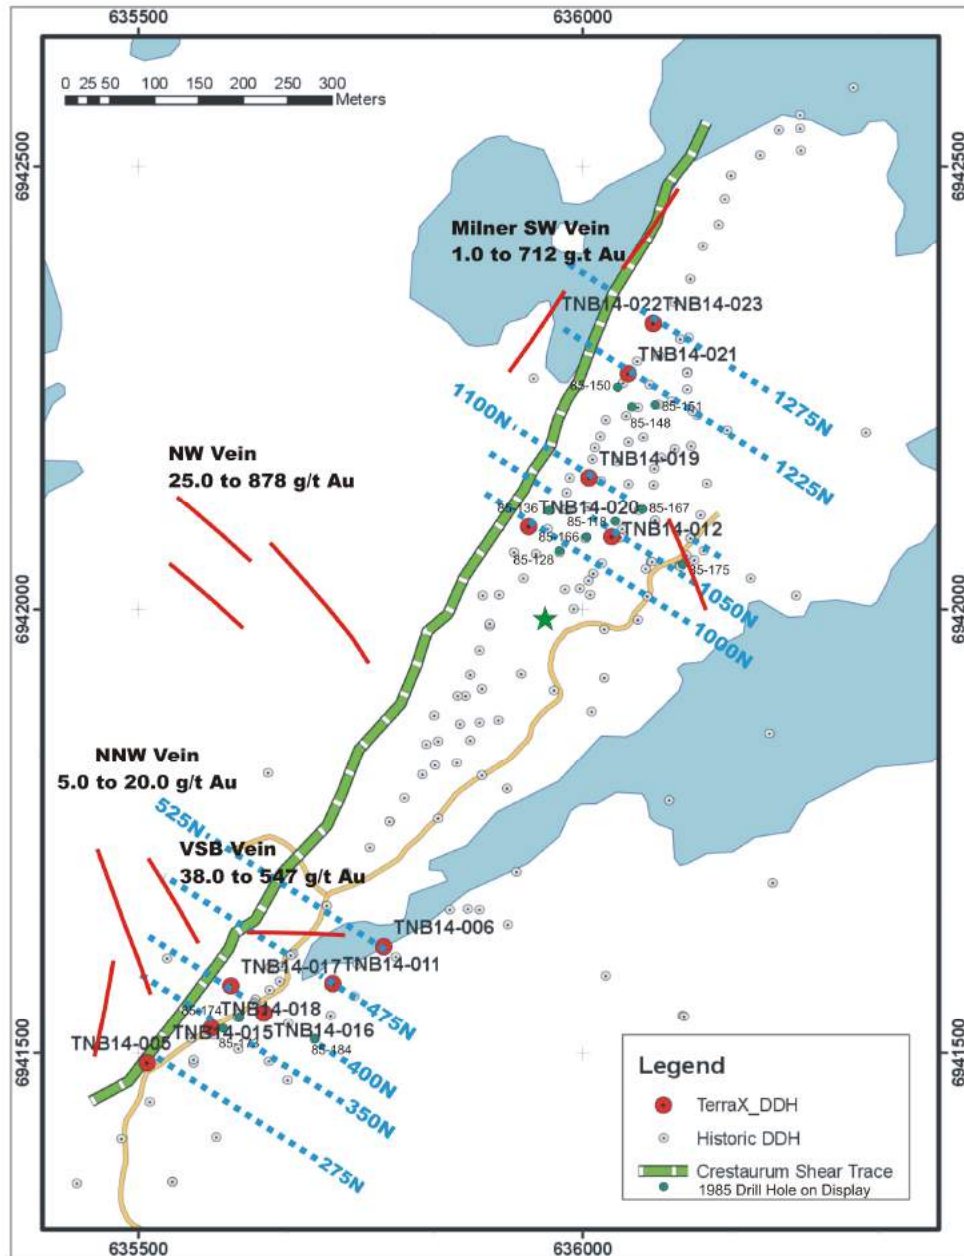 635500
636000
0 25 50 100 150 200 250 300
Meters
6942500
6942500
Milner SW Vein
1.0 to 712 g.t Au
TNB14-022
TNB14-023
TNB14-021
85-150
85-151
85-148
1275N
1100N
1225N
NW Vein
25.0 to 878 g/t Au
TNB14-019
85-136
TNB14-020
85-167
85-118
85-166
TNB14-012
85-128
85-175
1050N
6942000
6942000
1000N
NNW Vein
5.0 to 20.0 g/t Au
525N
VSB Vein
38.0 to 547 g/t Au
TNB14-006
TNB14-017
TNB14-011
475N
85-174
TNB14-018
TNB14-005
TNB14-015
TNB14-016
85-184
400N
6941500
6941500
350N
275N
Legend
TerraX_DDH
Historic DDH
Crestaurum Shear Trace
1985 Drill Hole on Display
635500
636000